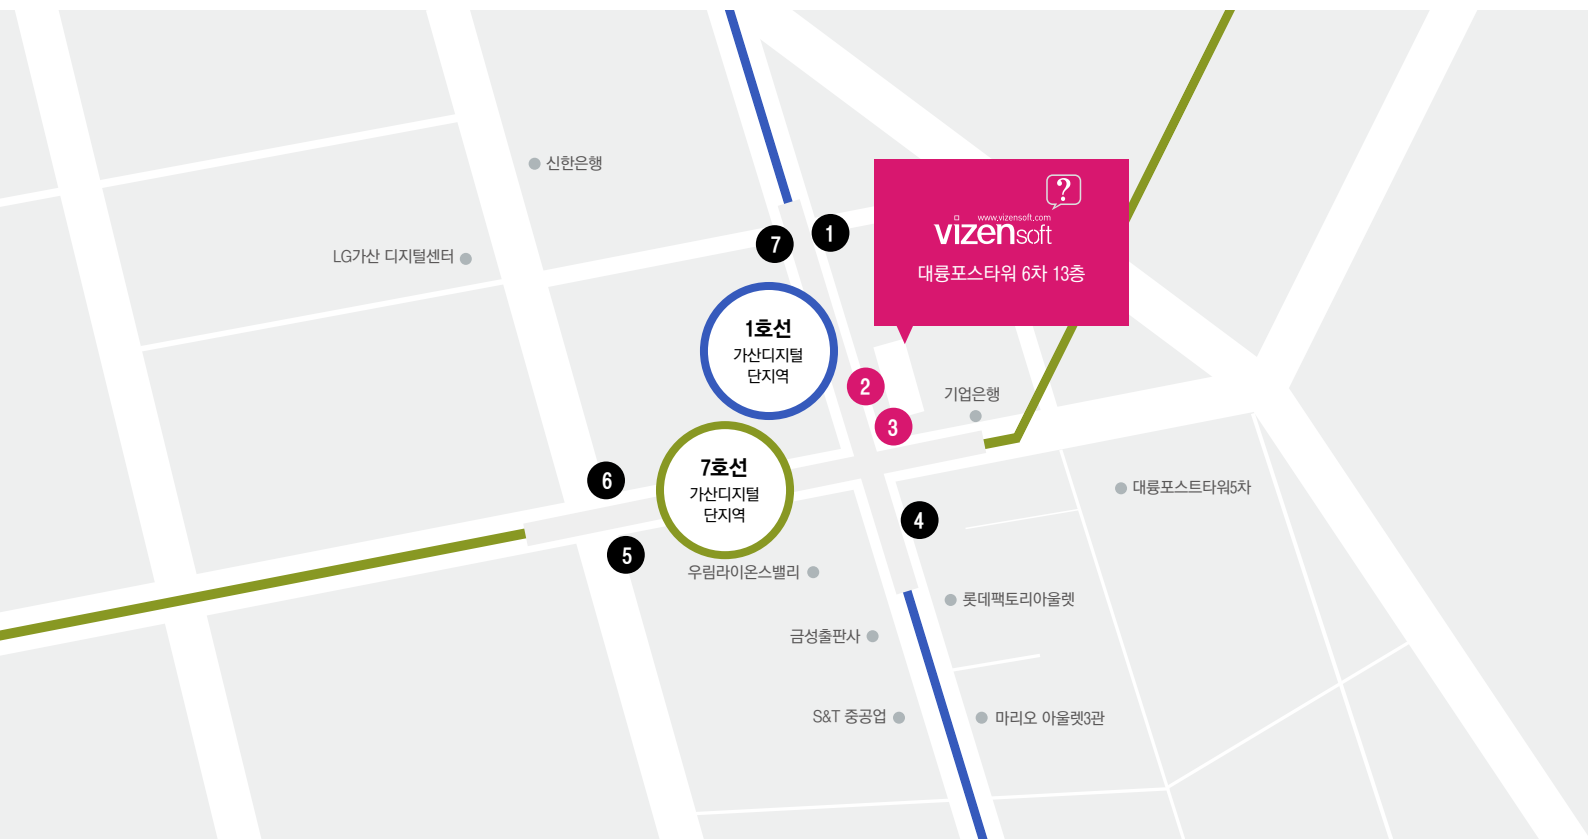 신한은행
?
www.vizensoft.com
vizensoft
대륭포스타워 6차 13층
7
1
LG가산 디지털센터
1호선
가산디지털
단지역
2
기업은행
3
7호선
가산디지털
단지역
6
대륭포스트타워5차
4
5
우림라이온스밸리
롯데팩토리아울렛
금성출판사
S&T 중공업
마리오 아울렛3관